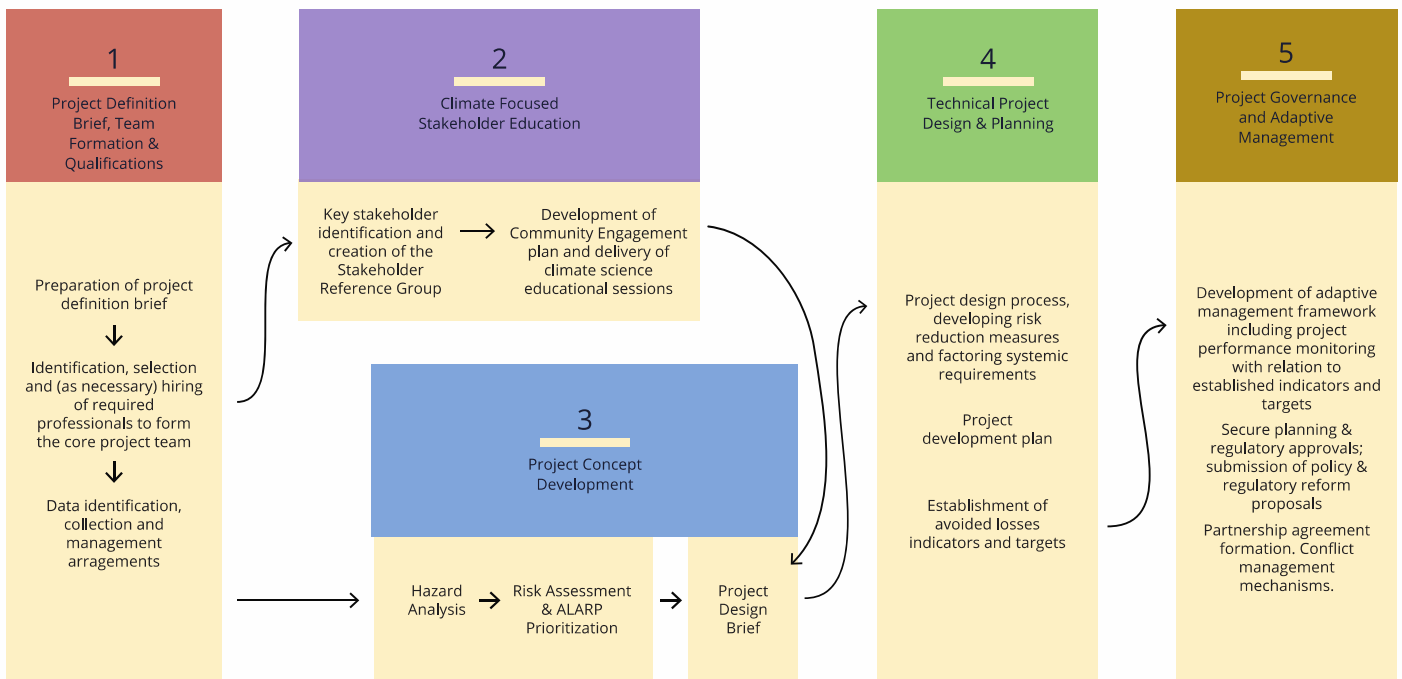 1
Project Definition
Brief, Team
Formation &
Qualifications
Preparation of project
definition brief
Identification, selection
and (as necessary) hiring
of required
professionals to form
the core project team
Data identification,
collection and
management
arragements
2
Climate Focused
Stakeholder Education
Key stakeholder
identification and
creation of the
Stakeholder
Reference Group
Development of
Community Engagement
plan and delivery of
climate science
educational sessions
3
Project Concept
Development
Hazard
Analysis
Risk Assessment
& ALARP
Prioritization
Project
Design
Brief
4
Technical Project
Design & Planning
Project design process,
developing risk
reduction measures
and factoring systemic
requirements
Project
development plan
Establishment of
avoided losses
indicators and targets
5
Project Governance
and Adaptive
Management
Development of adaptive
management framework
including project
performance monitoring
with relation to
established indicators and
targets
Secure planning &
regulatory approvals;
submission of policy &
regulatory reform
proposals
Partnership agreement
formation. Conflict
management
mechanisms.